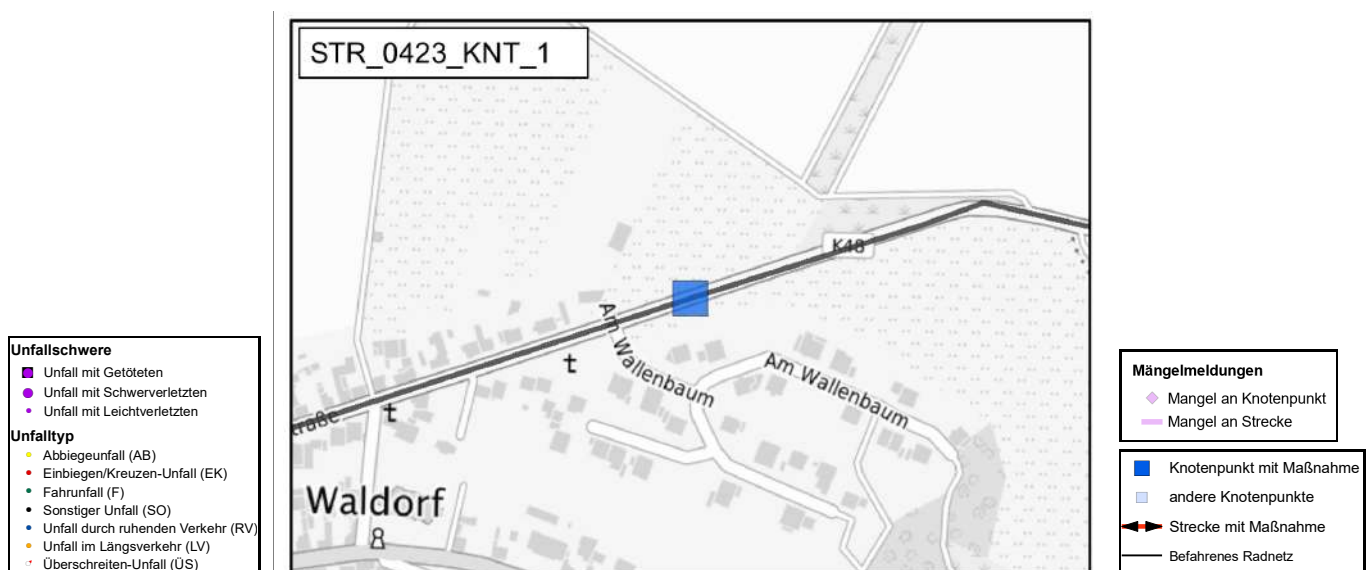 STR_0423_KNT_1
K48
Am Wallenbaum
Am Wallenbaum
traße
Waldorf
Unfallschwere
Unfall mit Getöteten
Unfall mit Schwerverletzten
Unfall mit Leichtverletzten
Unfalltyp
Abbiegeunfall (AB)
Einbiegen/Kreuzen-Unfall (EK)
Fahrunfall (F)
Sonstiger Unfall (SO)
Unfall durch ruhenden Verkehr (RV)
Unfall im Längsverkehr (LV)
Überschreiten-Unfall (ÜS)
Mängelmeldungen
Mangel an Knotenpunkt
Mangel an Strecke
Knotenpunkt mit Maßnahme
andere Knotenpunkte
Strecke mit Maßnahme
Befahrenes Radnetz